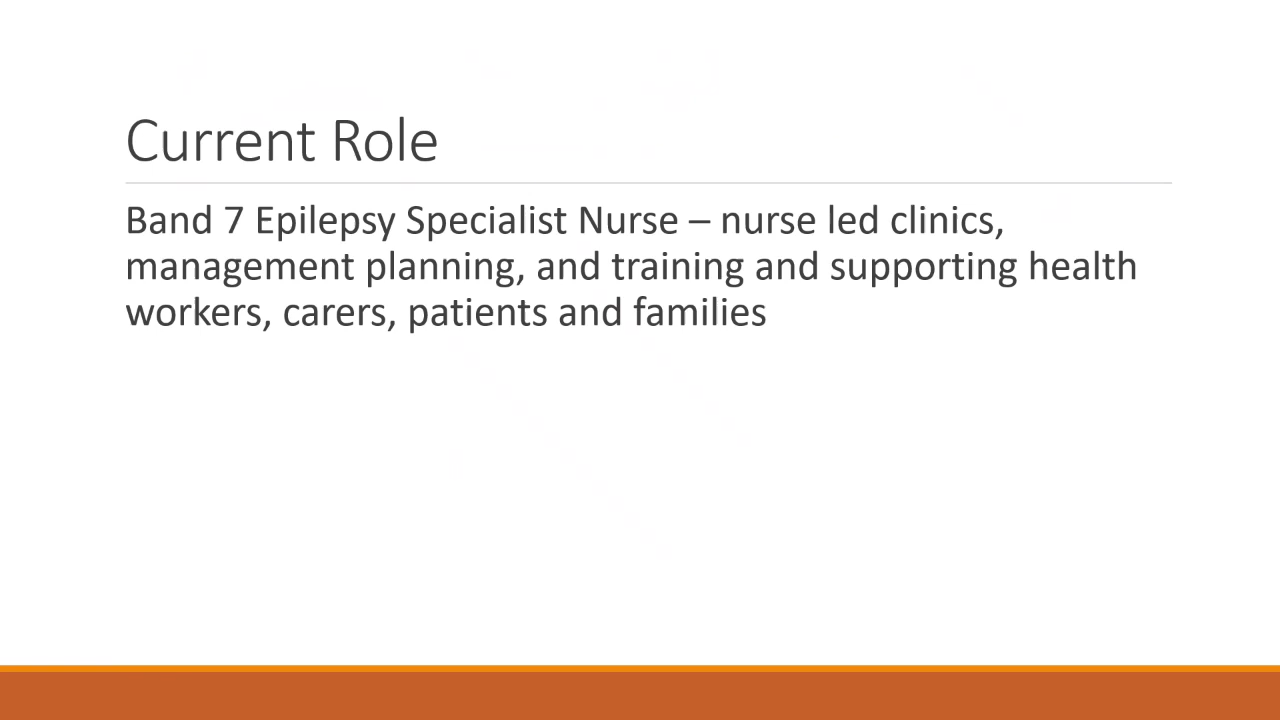 Current Role
Band 7 Epilepsy Specialist Nurse – nurse led clinics,
management planning, and training and supporting health
workers, carers, patients and families